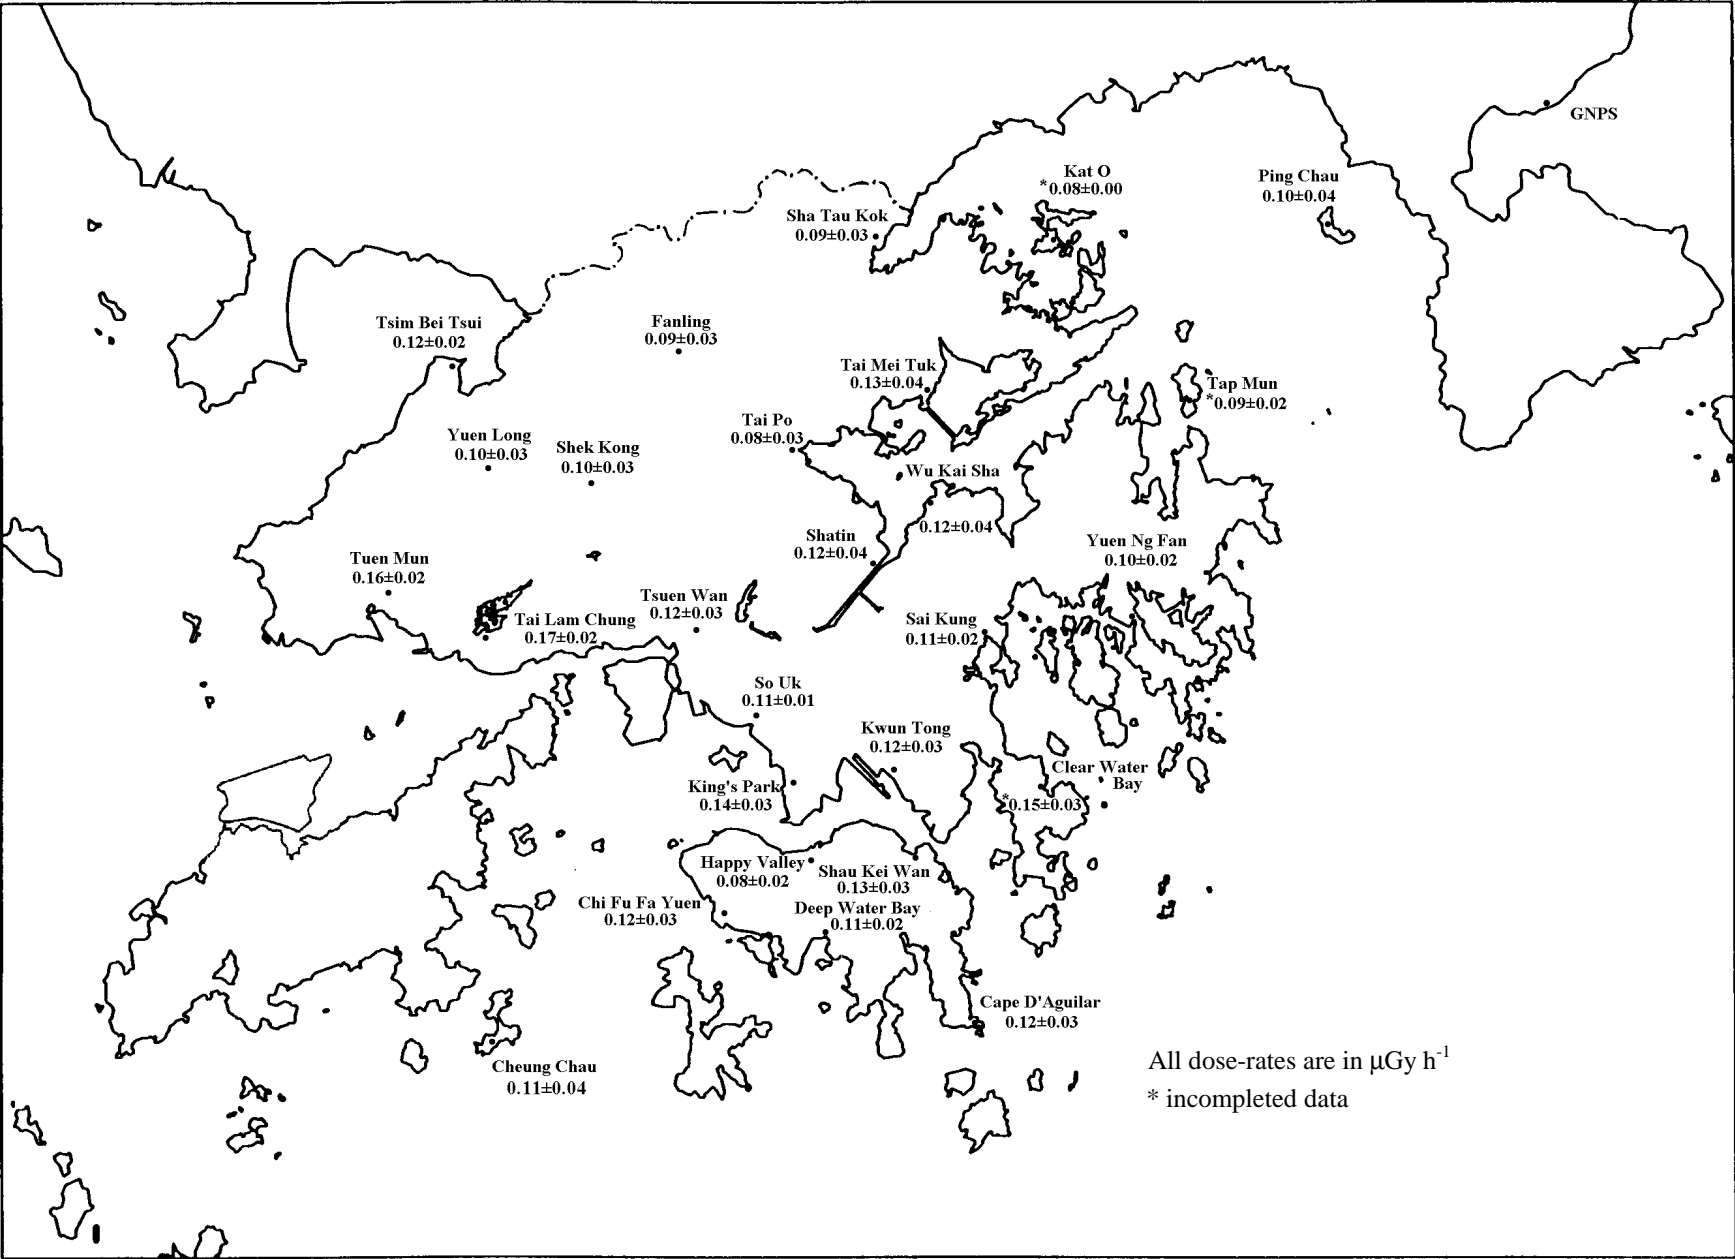 GNPS
Kat O
*0.08±0.00
Ping Chau
0.10±0.04
Sha Tau Kok
0.09±0.03
Tsim Bei Tsui
0.12±0.02
Fanling
0.09±0.03
Tai Mei Tuk
0.13±0.04
Tap Mun
*0.09±0.02
Tai Po
0.08±0.03
Yuen Long
0.10±0.03
Shek Kong
0.10±0.03
Wu Kai Sha
0.12±0.04
Shatin
0.12±0.04
Yuen Ng Fan
0.10±0.02
Tuen Mun
0.16±0.02
Tsuen Wan
0.12±0.03
Tai Lam Chung
0.17±0.02
Sai Kung
0.11±0.02
So Uk
0.11±0.01
Kwun Tong
0.12±0.03
Clear Water
Bay
*0.15±0.03
King's Park
0.14±0.03
Happy Valley
0.08±0.02
Shau Kei Wan
0.13±0.03
Chi Fu Fa Yuen
0.12±0.03
Deep Water Bay
0.11±0.02
Cape D'Aguilar
0.12±0.03
Cheung Chau
0.11±0.04
All dose-rates are in μGy h-1
* incompleted data